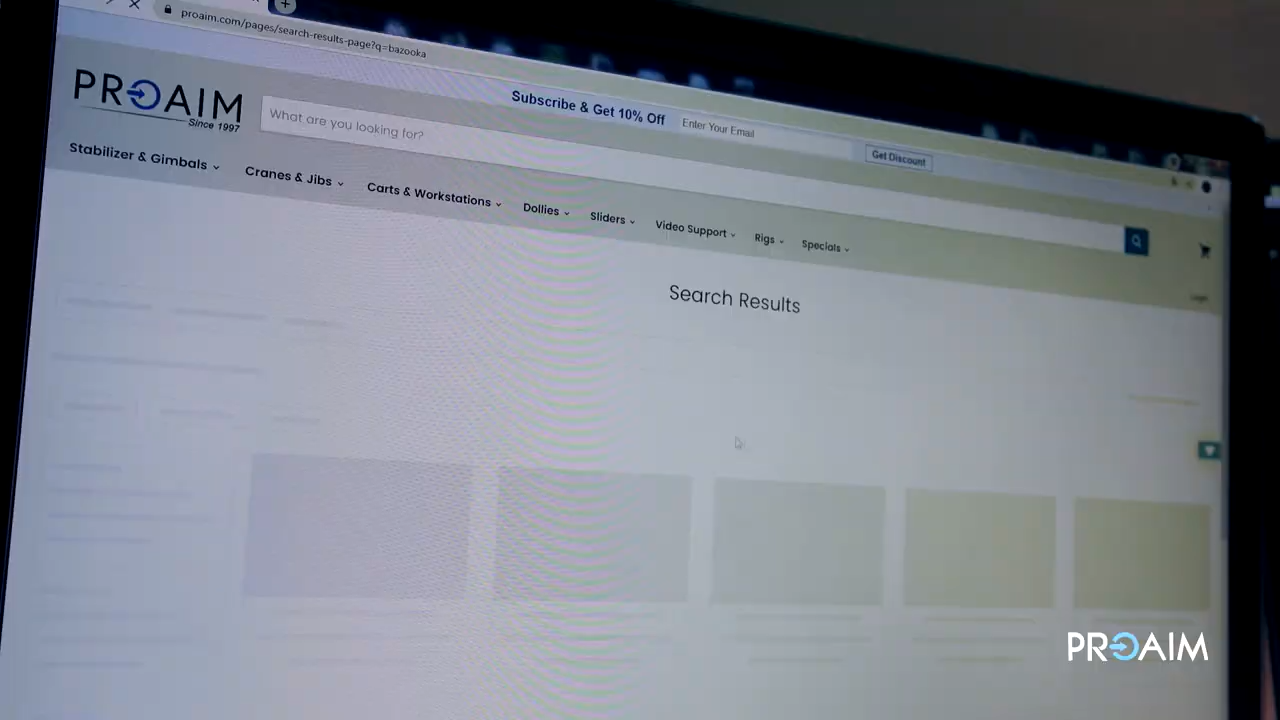 proaim.com/pages/search-results-page?q=bazooka
PROAIM
Since 1997
Subscribe & Get 10% Off
Enter Your Email
Get Discount
What are you looking for?
Stabilizer & Gimbals
Cranes & Jibs
Carts & Workstations
Dollies
Sliders
Video Support
Rigs
Specials
Login
Search Results
PROAIM